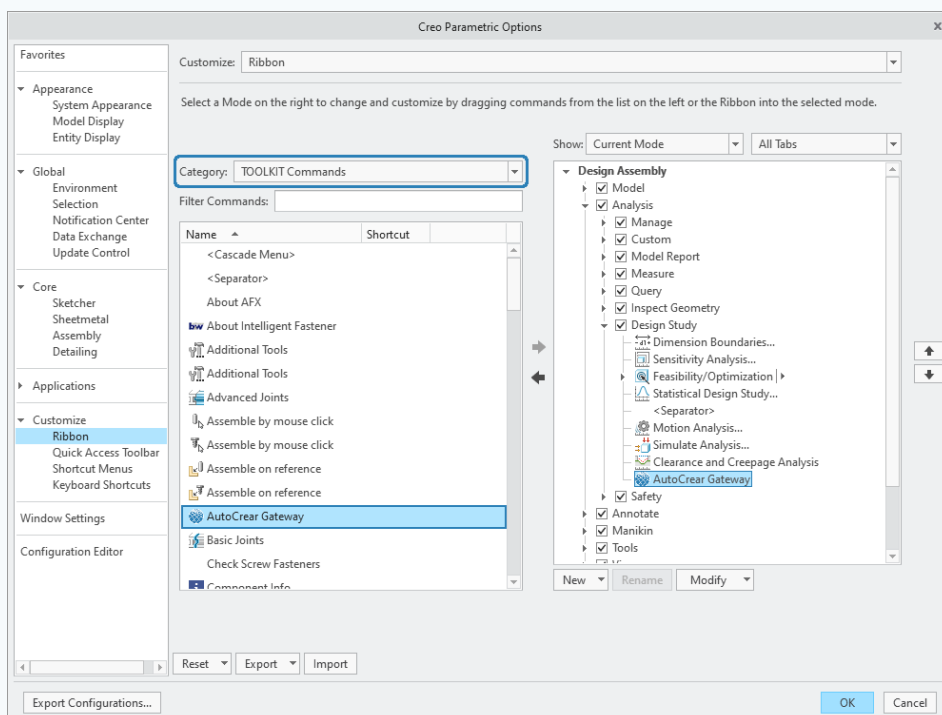 Creo Parametric Options
x
Favorites
Appearance
System Appearance
Model Display
Entity Display
Global
Environment
Selection
Notification Center
Data Exchange
Update Control
Core
Sketcher
Sheetmetal
Assembly
Detailing
Applications
Customize
Ribbon
Quick Access Toolbar
Shortcut Menus
Keyboard Shortcuts
Window Settings
Configuration Editor
Customize: Ribbon
Select a Mode on the right to change and customize by dragging commands from the list on the left or the Ribbon into the selected mode.
Category: TOOLKIT Commands
Filter Commands:
Name Shortcut
<Cascade Menu>
<Separator>
About AFX
bw About Intelligent Fastener
Additional Tools
Additional Tools
Advanced Joints
Assemble by mouse click
Assemble by mouse click
Assemble on reference
Assemble on reference
AutoCrear Gateway
Basic Joints
Check Screw Fasteners
Component Info
Show: Current Mode All Tabs
Design Assembly
Model
Analysis
Manage
Custom
Model Report
Measure
Query
Inspect Geometry
Design Study
Dimension Boundaries...
Sensitivity Analysis...
Feasibility/Optimization
Statistical Design Study...
<Separator>
Motion Analysis...
Simulate Analysis...
Clearance and Creepage Analysis
AutoCrear Gateway
Safety
Annotate
Manikin
Tools
New Rename Modify
Reset Export Import
Export Configurations... OK Cancel